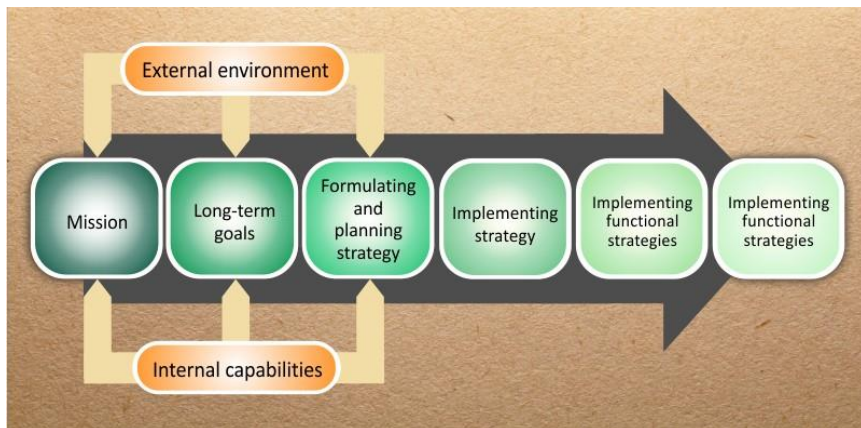 External environment
Mission
Long-term
goals
Formulating
and
planning
strategy
Implementing
strategy
Implementing
functional
strategies
Implementing
functional
strategies
Internal capabilities